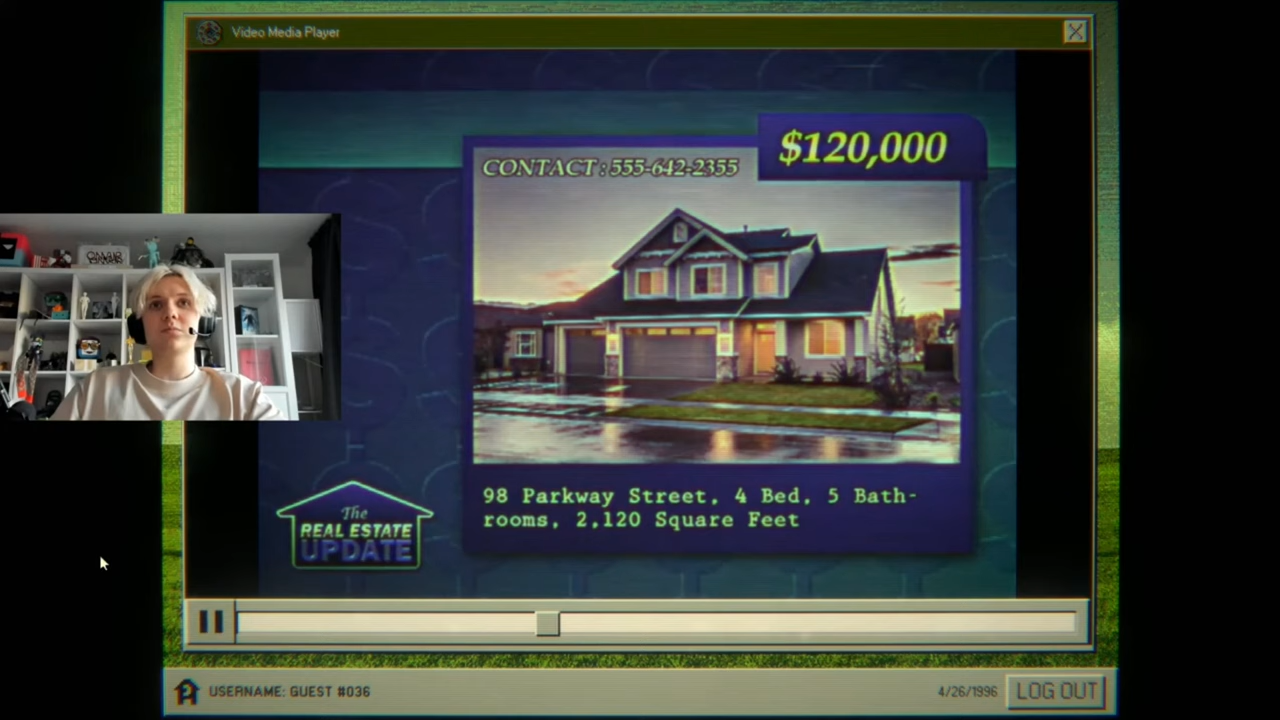 Video Media Player
$120,000
CONTACT : 555-642-2355
98 Parkway Street, 4 Bed, 5 Bath-
rooms, 2,120 Square Feet
The
REAL ESTATE
UPDATE
USERNAME: GUEST #036
4/26/1996
LOG OUT